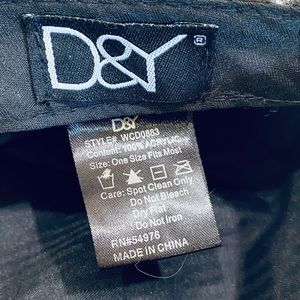 D&Y ®
D&Y
STYLE# WCD0883
Content: 100% ACRYLIC
Size: One Size Fits Most
Care: Spot Clean Only
Do Not Bleach
Dry Flat
Do Not Iron
RN#54978
MADE IN CHINA